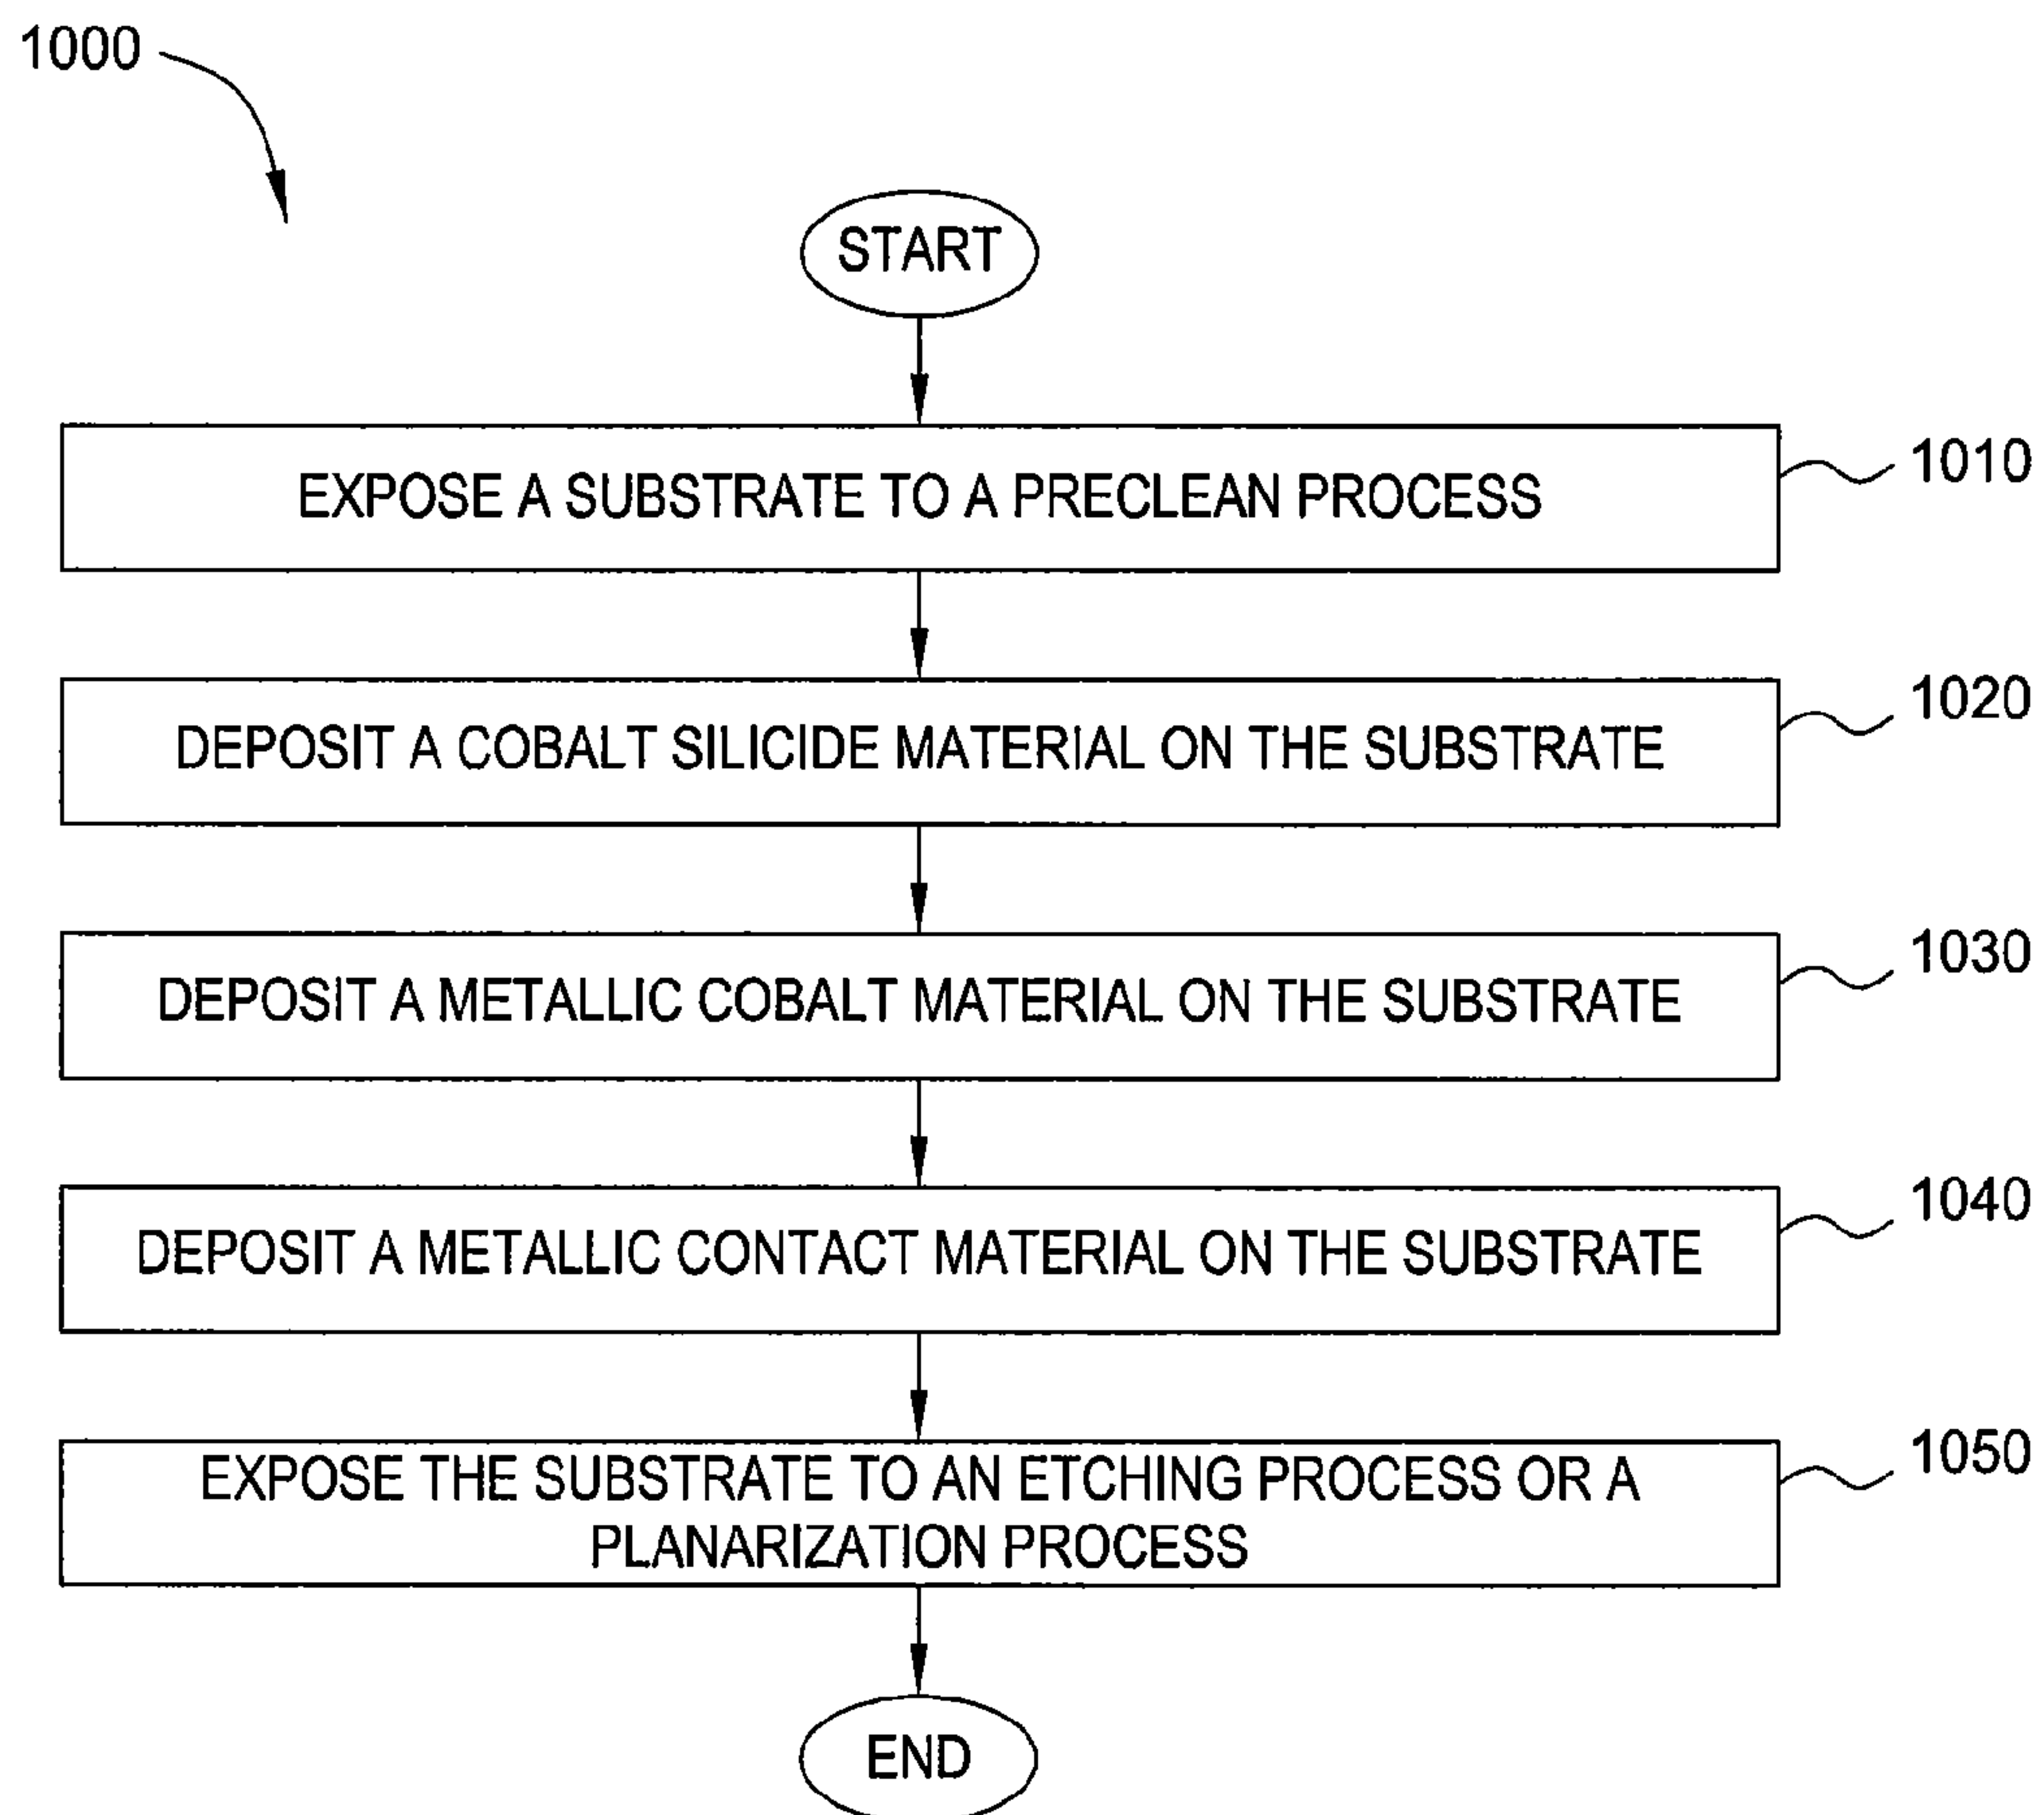 1000
START
EXPOSE A SUBSTRATE TO A PRECLEAN PROCESS
1010
DEPOSIT A COBALT SILICIDE MATERIAL ON THE SUBSTRATE
1020
DEPOSIT A METALLIC COBALT MATERIAL ON THE SUBSTRATE
1030
DEPOSIT A METALLIC CONTACT MATERIAL ON THE SUBSTRATE
1040
EXPOSE THE SUBSTRATE TO AN ETCHING PROCESS OR A
PLANARIZATION PROCESS
1050
END